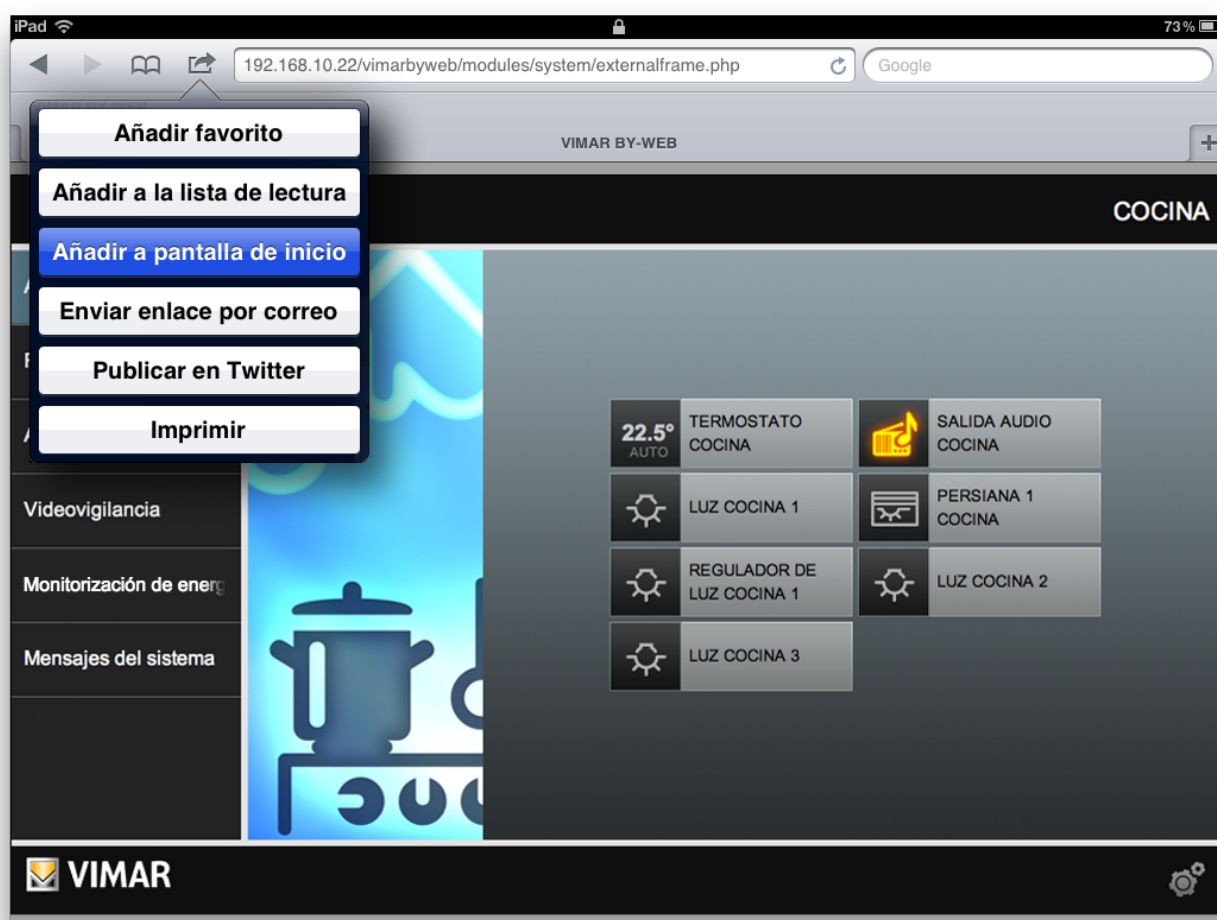 iPad
73%
192.168.10.22/vimarbyweb/modules/system/externalframe.php
Google
VIMAR BY-WEB
VIMAR BY-WEB
Añadir favorito
Añadir a la lista de lectura
Añadir a pantalla de inicio
Enviar enlace por correo
Publicar en Twitter
Imprimir
COCINA
Videovigilancia
Monitorización de energ
Mensajes del sistema
22.5°
AUTO
TERMOSTATO
COCINA
SALIDA AUDIO
COCINA
LUZ COCINA 1
PERSIANA 1
COCINA
REGULADOR DE
LUZ COCINA 1
LUZ COCINA 2
LUZ COCINA 3
VIMAR